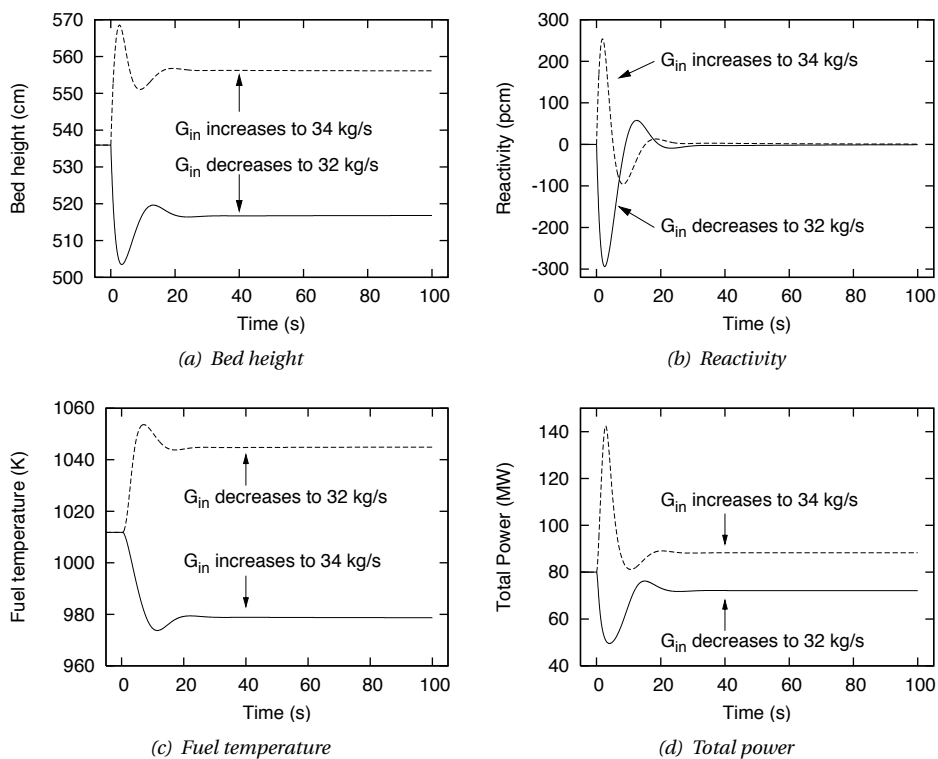 570
560
550
540
530
520
510
500
Bed height (cm)
G_in increases to 34 kg/s
G_in decreases to 32 kg/s
0 20 40 60 80 100
Time (s)
(a) Bed height
300
200
100
0
-100
-200
-300
Reactivity (pcm)
G_in increases to 34 kg/s
G_in decreases to 32 kg/s
0 20 40 60 80 100
Time (s)
(b) Reactivity
1060
1040
1020
1000
980
960
Fuel temperature (K)
G_in decreases to 32 kg/s
G_in increases to 34 kg/s
0 20 40 60 80 100
Time (s)
(c) Fuel temperature
140
120
100
80
60
40
Total Power (MW)
G_in increases to 34 kg/s
G_in decreases to 32 kg/s
0 20 40 60 80 100
Time (s)
(d) Total power